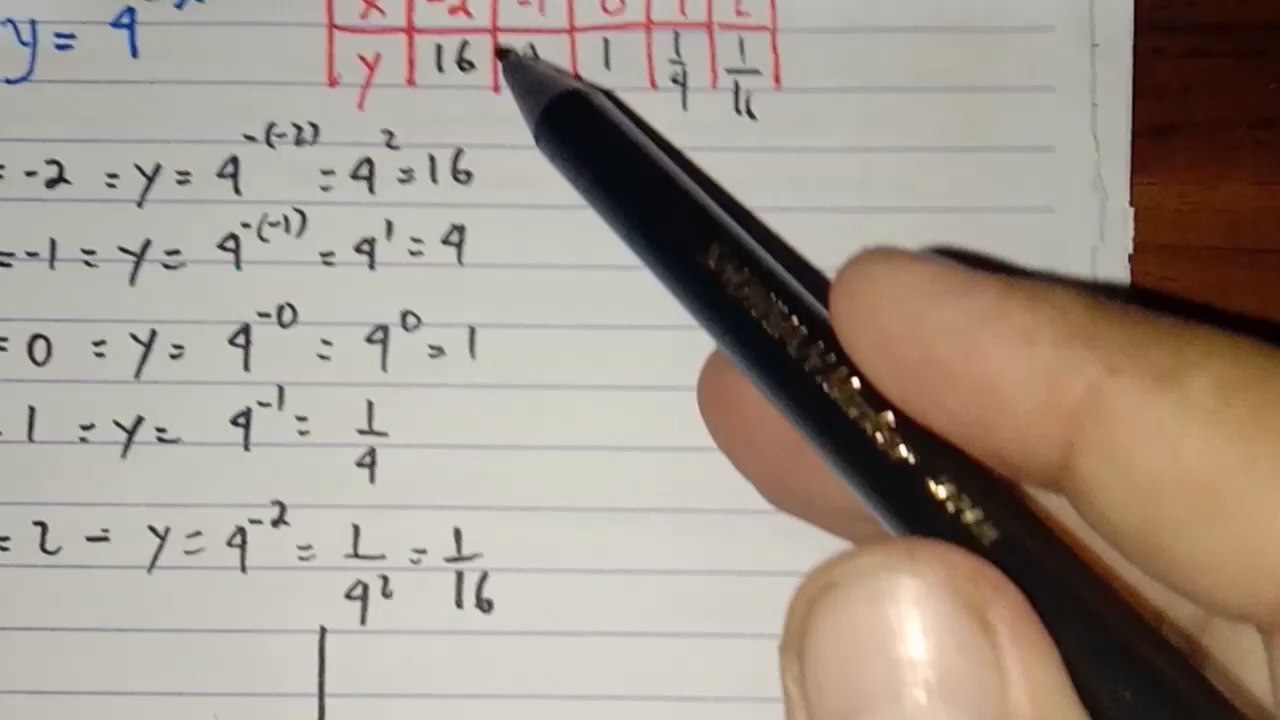 y = 4^-x
x -2 -1 0 1 2
y 16 4 1 1/4 1/16
= -2 = y = 4^-(-2) = 4^2 = 16
= -1 = y = 4^-(-1) = 4^1 = 4
= 0 = y = 4^-0 = 4^0 = 1
1 = y = 4^-1 = 1/4
= 2 = y = 4^-2 = 1/4^2 = 1/16